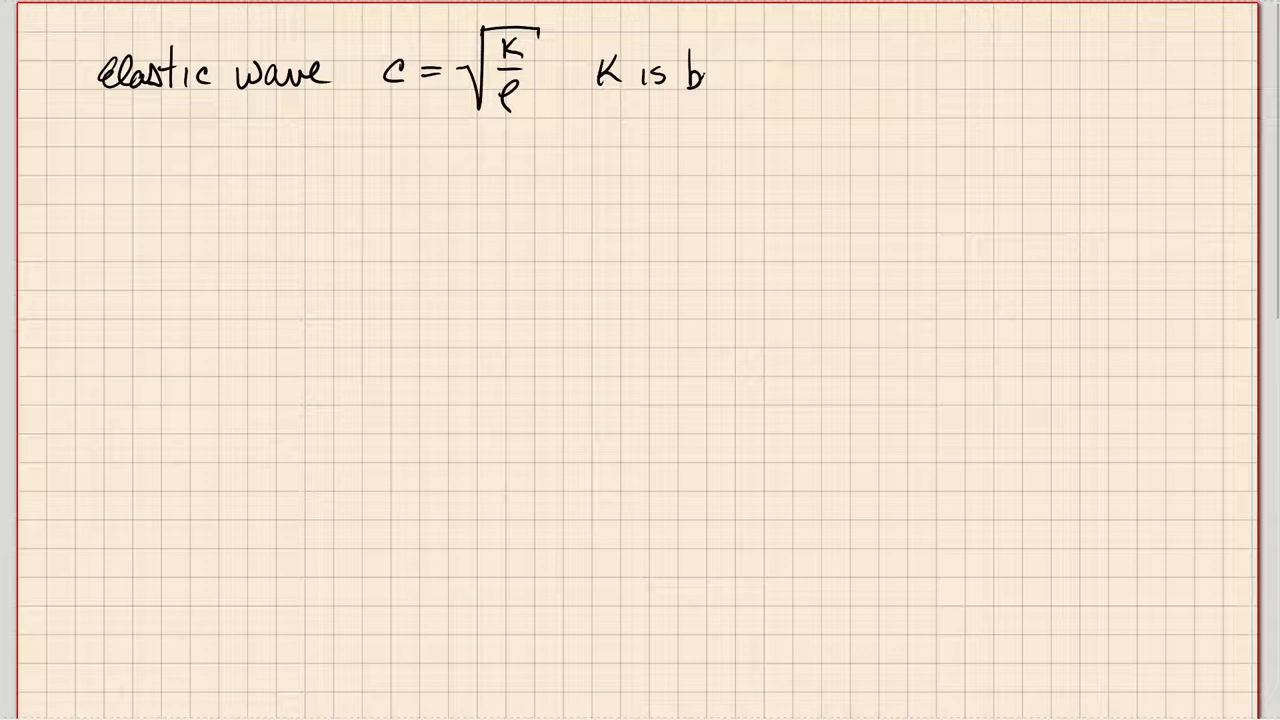 elastic wave c = √(K/ρ) K is b